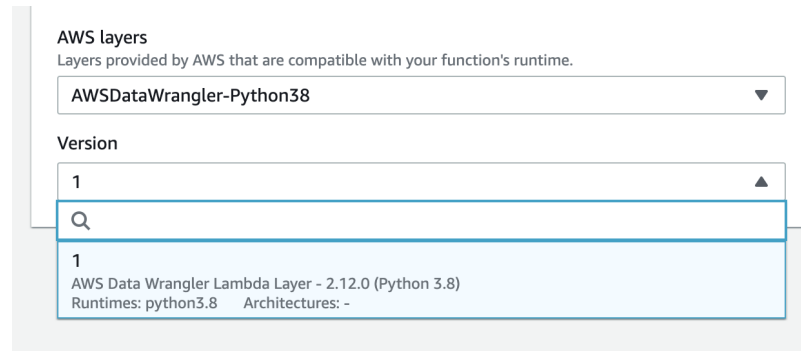 AWS layers
Layers provided by AWS that are compatible with your function's runtime.
AWSDataWrangler-Python38
Version
1
1
AWS Data Wrangler Lambda Layer - 2.12.0 (Python 3.8)
Runtimes: python3.8 Architectures: -